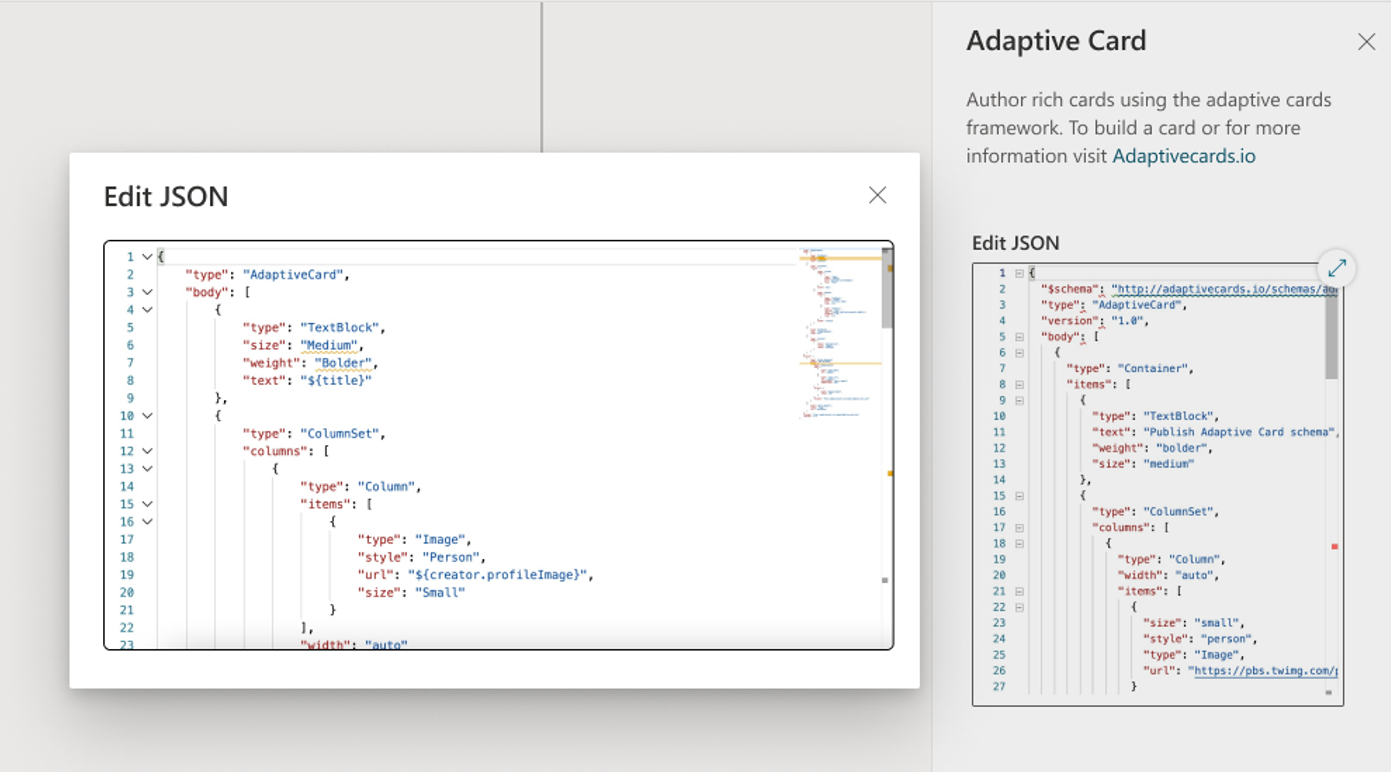 Edit JSON
1 {
2 "type": "AdaptiveCard",
3 "body": [
4 {
5 "type": "TextBlock",
6 "size": "Medium",
7 "weight": "Bolder",
8 "text": "${title}"
9 },
10 {
11 "type": "ColumnSet",
12 "columns": [
13 {
14 "type": "Column",
15 "items": [
16 {
17 "type": "Image",
18 "style": "Person",
19 "url": "${creator.profileImage}",
20 "size": "Small"
21 }
22 ],
23 "width": "auto"
Adaptive Card
Author rich cards using the adaptive cards
framework. To build a card or for more
information visit Adaptivecards.io
Edit JSON
1 {
2 "$schema": "http://adaptivecards.io/schemas/
3 "type": "AdaptiveCard",
4 "version": "1.0",
5 "body": [
6 {
7 "type": "Container",
8 "items": [
9 {
10 "type": "TextBlock",
11 "text": "Publish Adaptive Card schema",
12 "weight": "bolder",
13 "size": "medium"
14 },
15 {
16 "type": "ColumnSet",
17 "columns": [
18 {
19 "type": "Column",
20 "width": "auto",
21 "items": [
22 {
23 "size": "small",
24 "style": "person",
25 "type": "Image",
26 "url": "https://pbs.twimg.com/
27 }